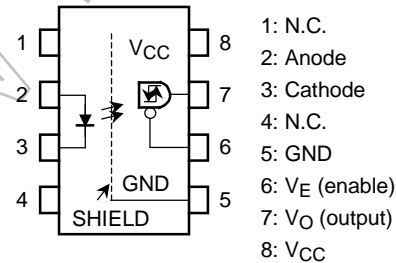 1
2
3
4
VCC
GND
SHIELD
8
7
6
5
1: N.C.
2: Anode
3: Cathode
4: N.C.
5: GND
6: VE (enable)
7: VO (output)
8: VCC